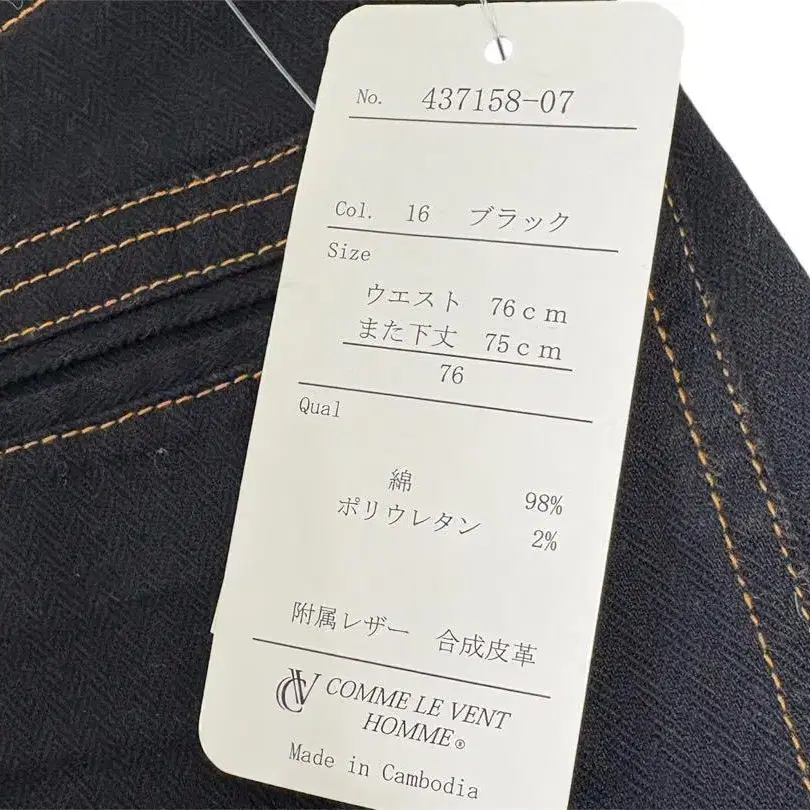 No. 437158-07
Col. 16 ブラック
Size
ウエスト 76cm
また下丈 75cm
76
Qual
綿 98%
ポリウレタン 2%
附属レザー 合成皮革
CV COMME LE VENT
HOMME®
Made in Cambodia